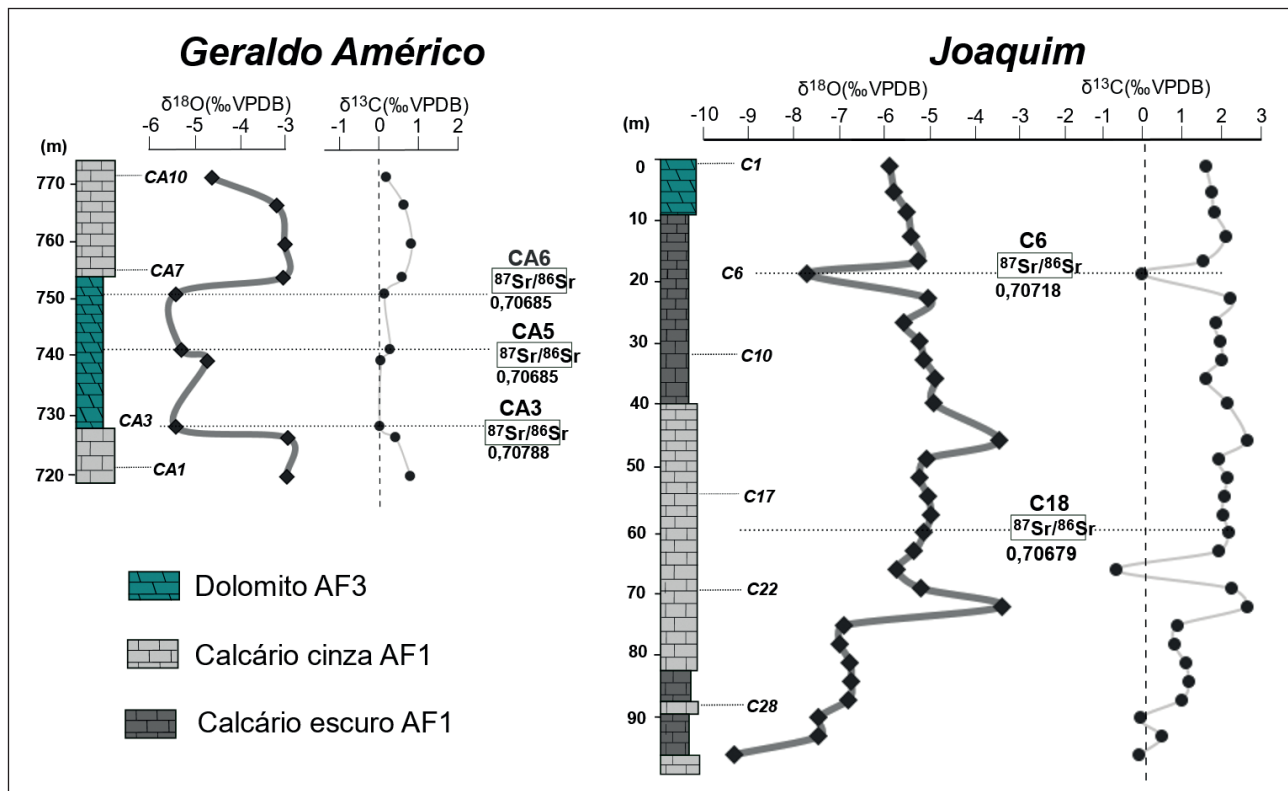 Geraldo Américo
δ¹⁸O(‰VPDB)
δ¹³C(‰VPDB)
-6 -5 -4 -3
-1 0 1 2
(m)
770
760
750
740
730
720
CA10
CA7
CA3
CA1
CA6
⁸⁷Sr/⁸⁶Sr
0,70685
CA5
⁸⁷Sr/⁸⁶Sr
0,70685
CA3
⁸⁷Sr/⁸⁶Sr
0,70788
Dolomito AF3
Calcário cinza AF1
Calcário escuro AF1
Joaquim
δ¹⁸O(‰VPDB)
δ¹³C(‰VPDB)
(m)
-10 -9 -8 -7 -6 -5 -4 -3 -2 -1 0 1 2 3
0
10
20
30
40
50
60
70
80
90
C1
C6
C10
C17
C22
C28
C6
⁸⁷Sr/⁸⁶Sr
0,70718
C18
⁸⁷Sr/⁸⁶Sr
0,70679